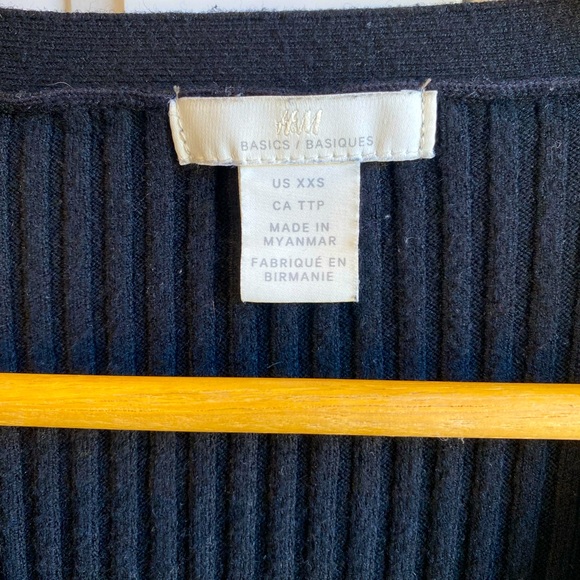 H&M
BASICS / BASIQUES
US XXS
CA TTP
MADE IN
MYANMAR
FABRIQUÉ EN
BIRMANIE